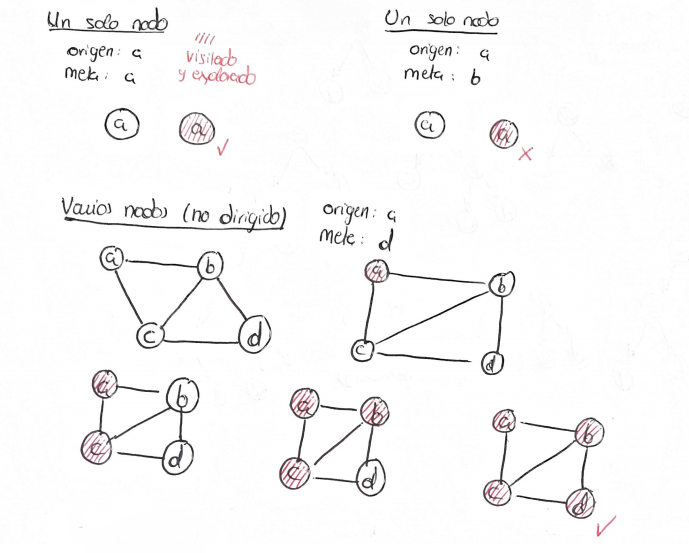 Un solo nodo
origen: a
meta: a
visitado
y explorado
a
a
Un solo nodo
origen: a
meta: b
a
a
Varios nodos (no dirigido)
origen: a
meta: d
a
b
c
d
a
b
c
d
a
b
c
d
a
b
c
d
a
b
c
d